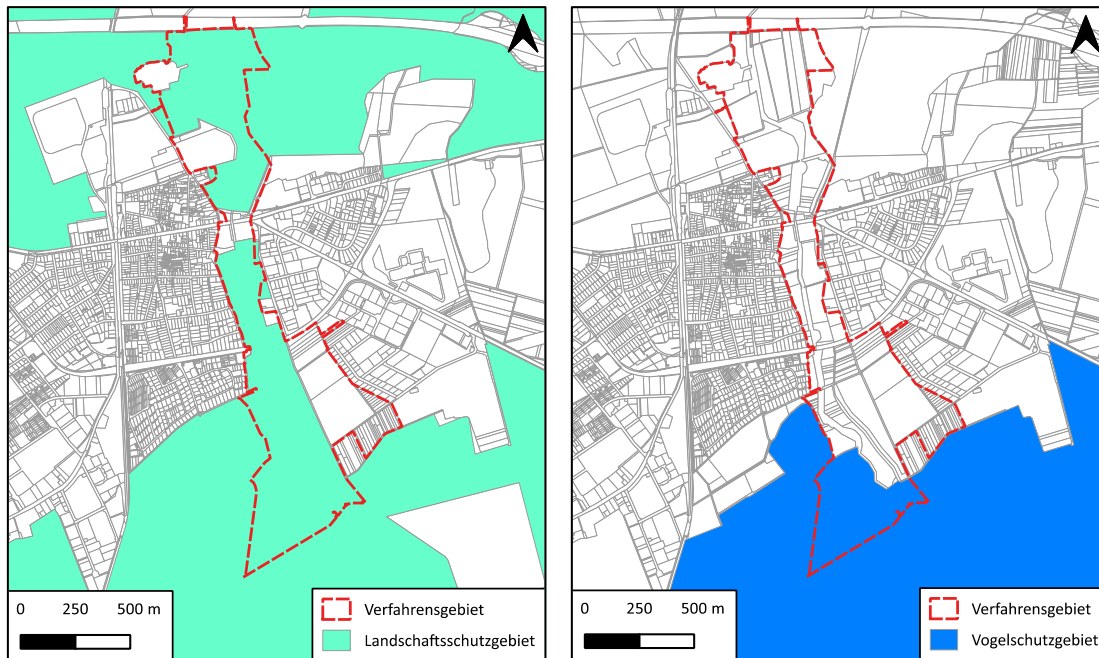 0 250 500 m
Verfahrensgebiet
Landschaftsschutzgebiet
0 250 500 m
Verfahrensgebiet
Vogelschutzgebiet